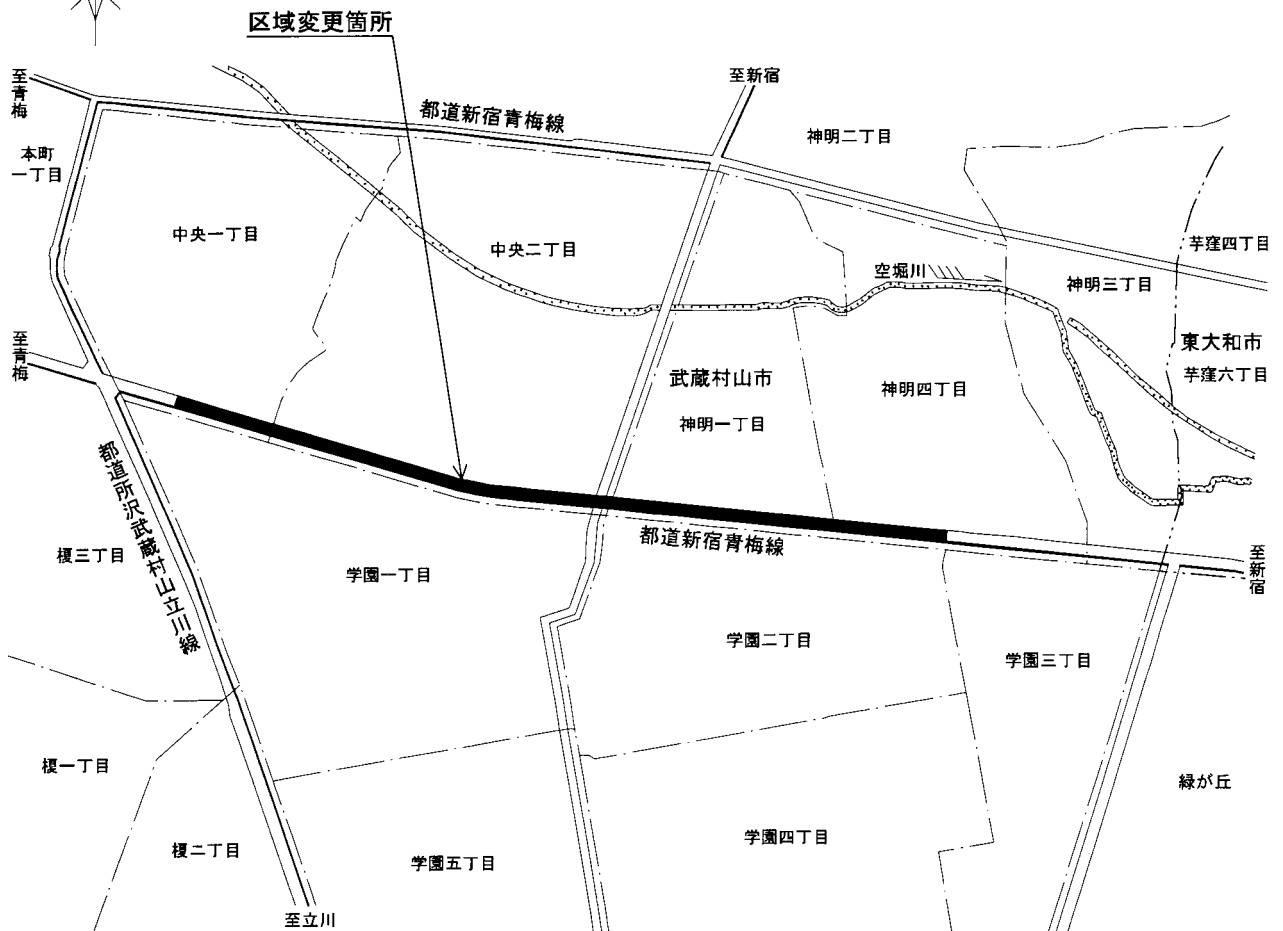 区域変更箇所
至青梅
至新宿
都道新宿青梅線
神明二丁目
本町
一丁目
中央一丁目
中央二丁目
芋窪四丁目
空堀川
神明三丁目
至青梅
東大和市
武蔵村山市
神明四丁目
芋窪六丁目
神明一丁目
都道所沢武蔵村山立川線
都道新宿青梅線
至新宿
榎三丁目
学園一丁目
学園二丁目
学園三丁目
榎一丁目
緑が丘
学園四丁目
榎二丁目
学園五丁目
至立川